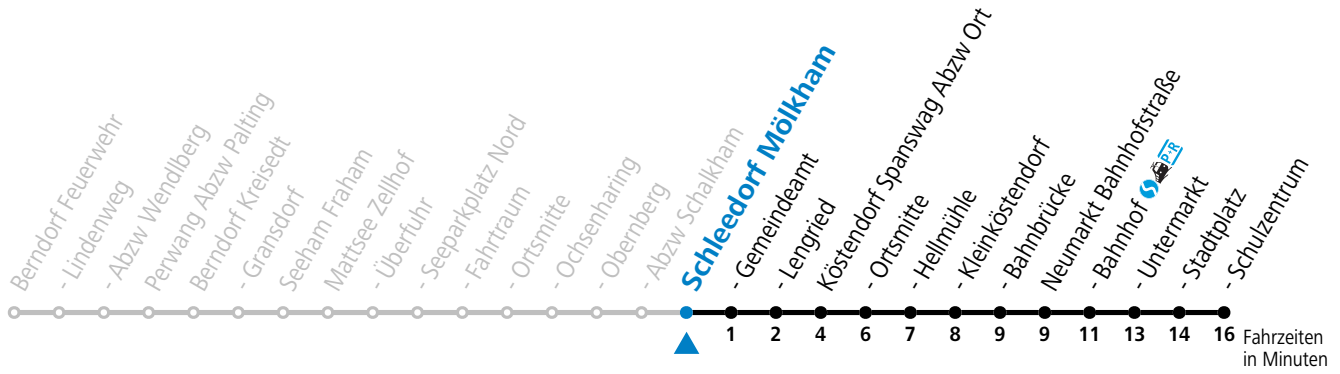 Berndorf Feuerwehr
- Lindenweg
- Abzw Wendlberg
Perwang Abzw Palting
Berndorf Kreisedt
- Gransdorf
Seeham Fraham
Mattsee Zellhof
- Überfuhr
- Seeparkplatz Nord
- Fahrtraum
- Ortsmitte
- Ochsenharing
- Obernberg
- Abzw Schalkham
Schleedorf Mölkham
- Gemeindeamt
- Lengried
Köstendorf Spanswag Abzw Ort
- Ortsmitte
- Hellmühle
- Kleinköstendorf
- Bahnbrücke
Neumarkt Bahnhofstraße
- Bahnhof S P+R
- Untermarkt
- Stadtplatz
- Schulzentrum
1 2 4 6 7 8 9 9 11 13 14 16 Fahrzeiten
in Minuten